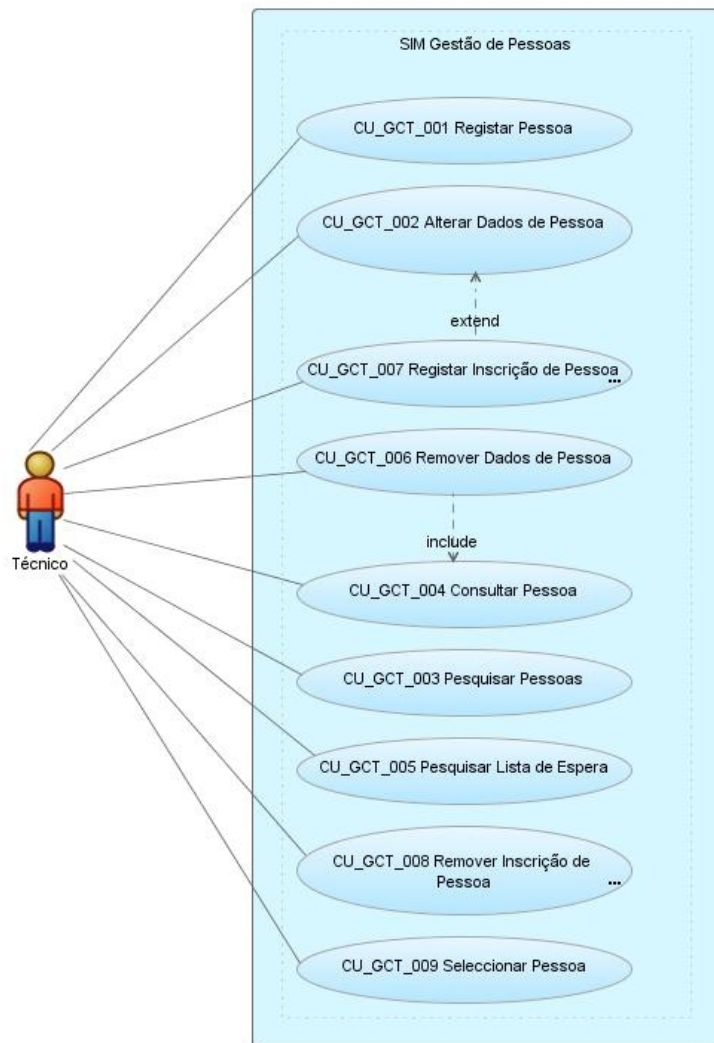 SIM Gestão de Pessoas
CU_GCT_001 Registar Pessoa
CU_GCT_002 Alterar Dados de Pessoa
extend
CU_GCT_007 Registar Inscrição de Pessoa
...
CU_GCT_006 Remover Dados de Pessoa
include
Técnico
CU_GCT_004 Consultar Pessoa
CU_GCT_003 Pesquisar Pessoas
CU_GCT_005 Pesquisar Lista de Espera
CU_GCT_008 Remover Inscrição de
Pessoa
...
CU_GCT_009 Seleccionar Pessoa